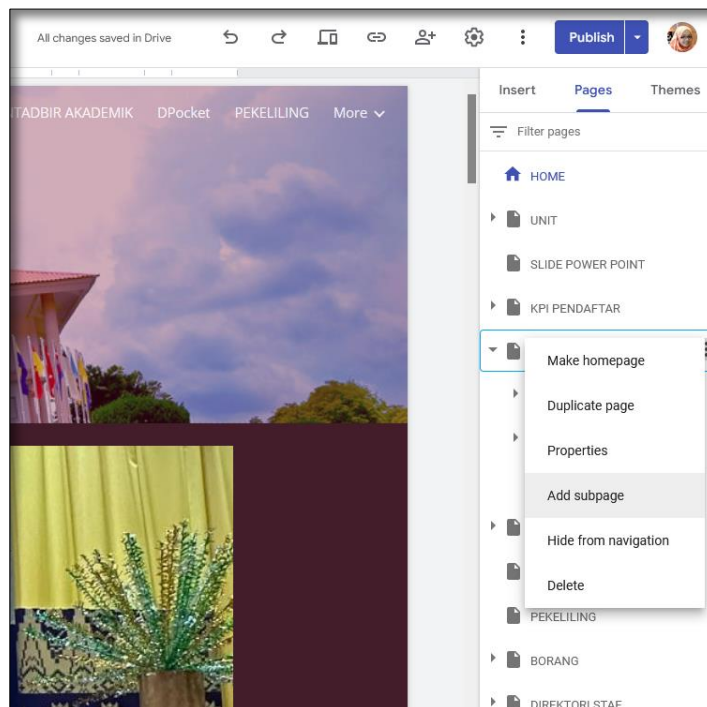 All changes saved in Drive
Publish
Insert Pages Themes
NTADBIR AKADEMIK DPocket PEKELILING More
Filter pages
HOME
UNIT
SLIDE POWER POINT
KPI PENDAFTAR
Make homepage
Duplicate page
Properties
Add subpage
Hide from navigation
Delete
PEKELILING
BORANG
DIREKTORI STAF